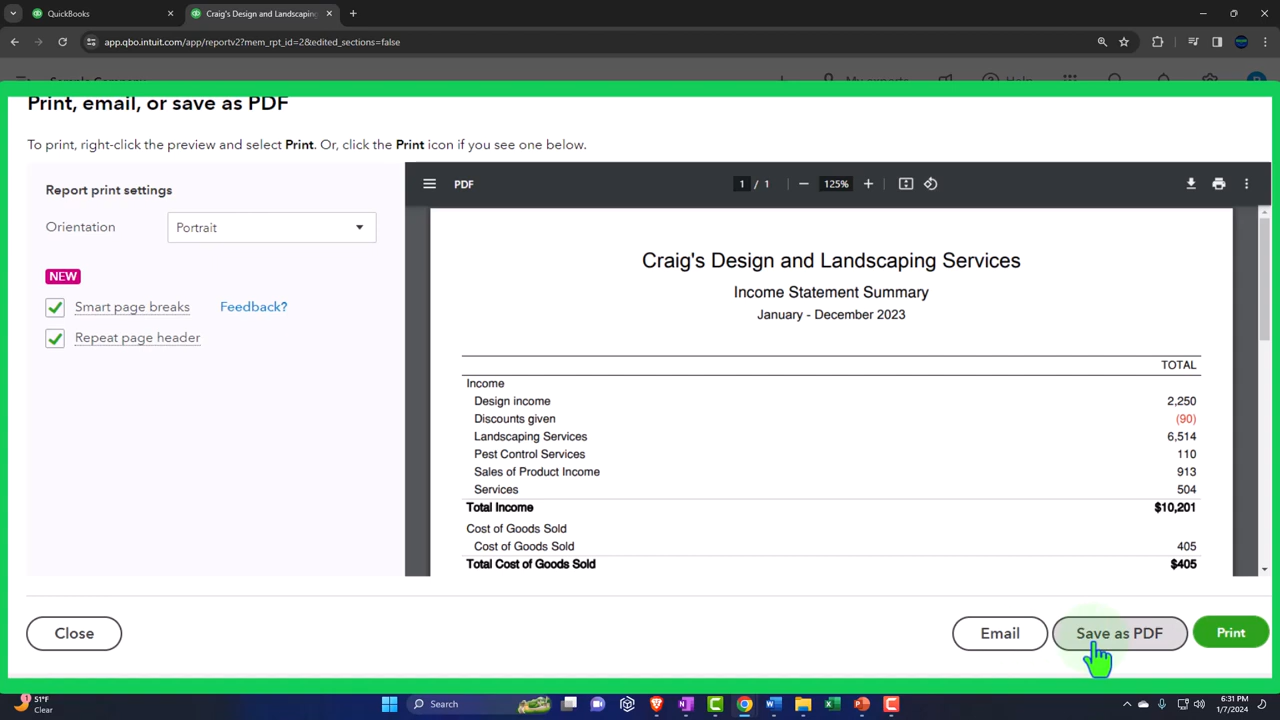 QuickBooks
Craig's Design and Landscaping
app.qbo.intuit.com/app/reportv2?mem_rpt_id=2&edited_sections=false
Sample Company
My experts
Help
Print, email, or save as PDF
To print, right-click the preview and select Print. Or, click the Print icon if you see one below.
Report print settings
Orientation
Portrait
NEW
Smart page breaks
Feedback?
Repeat page header
PDF
1 / 1
125%
Craig's Design and Landscaping Services
Income Statement Summary
January - December 2023
TOTAL
Income
Design income 2,250
Discounts given (90)
Landscaping Services 6,514
Pest Control Services 110
Sales of Product Income 913
Services 504
Total Income $10,201
Cost of Goods Sold
Cost of Goods Sold 405
Total Cost of Goods Sold $405
Close
Email
Save as PDF
Print
51°F
Clear
Search
6:31 PM
1/7/2024